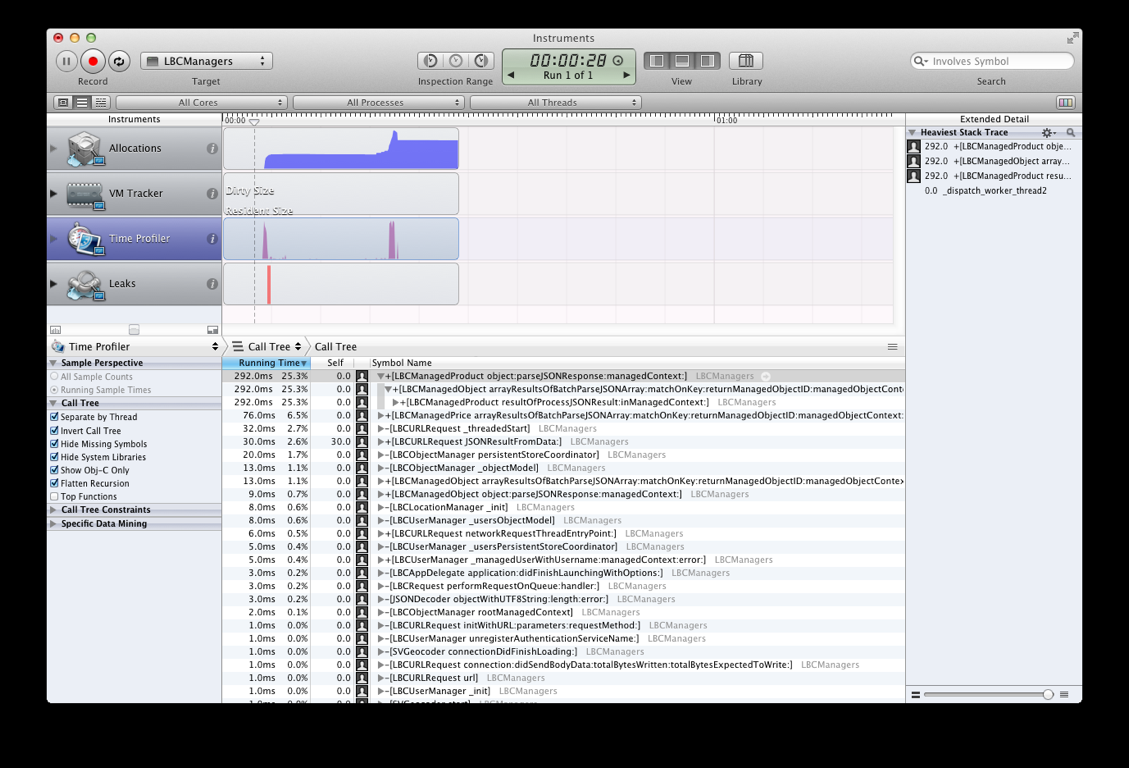 Instruments
LBCManagers
00:00:28
Run 1 of 1
Involves Symbol
Record
Target
Inspection Range
View
Library
Search
All Cores
All Processes
All Threads
Instruments
00:00
01:00
Extended Detail
Allocations
VM Tracker
Dirty Size
Resident Size
Time Profiler
Leaks
Heaviest Stack Trace
292.0 +[LBCManagedProduct obje...
292.0 +[LBCManagedObject array...
292.0 +[LBCManagedProduct resu...
0.0 _dispatch_worker_thread2
Time Profiler
Call Tree
Call Tree
Sample Perspective
All Sample Counts
Running Sample Times
Call Tree
Separate by Thread
Invert Call Tree
Hide Missing Symbols
Hide System Libraries
Show Obj-C Only
Flatten Recursion
Top Functions
Call Tree Constraints
Specific Data Mining
Running Time Self Symbol Name
292.0ms 25.3% 0.0 +[LBCManagedProduct object:parseJSONResponse:managedContext:] LBCManagers
292.0ms 25.3% 0.0 +[LBCManagedObject arrayResultsOfBatchParseJSONArray:matchOnKey:returnManagedObjectID:managedObjectCont
292.0ms 25.3% 0.0 +[LBCManagedProduct resultOfProcessJSONResult:inManagedContext:] LBCManagers
76.0ms 6.5% 0.0 +[LBCManagedPrice arrayResultsOfBatchParseJSONArray:matchOnKey:returnManagedObjectID:managedObjectContext:
32.0ms 2.7% 0.0 -[LBCURLRequest _threadedStart] LBCManagers
30.0ms 2.6% 30.0 +[LBCURLRequest JSONResultFromData:] LBCManagers
20.0ms 1.7% 0.0 -[LBCObjectManager persistentStoreCoordinator] LBCManagers
13.0ms 1.1% 0.0 -[LBCObjectManager _objectModel] LBCManagers
13.0ms 1.1% 0.0 +[LBCManagedObject arrayResultsOfBatchParseJSONArray:matchOnKey:returnManagedObjectID:managedObjectContex
9.0ms 0.7% 0.0 +[LBCManagedObject object:parseJSONResponse:managedContext:] LBCManagers
8.0ms 0.6% 0.0 -[LBCLocationManager _init] LBCManagers
8.0ms 0.6% 0.0 -[LBCUserManager _usersObjectModel] LBCManagers
6.0ms 0.5% 0.0 +[LBCURLRequest networkRequestThreadEntryPoint:] LBCManagers
5.0ms 0.4% 0.0 -[LBCUserManager _usersPersistentStoreCoordinator] LBCManagers
5.0ms 0.4% 0.0 +[LBCUserManager _managedUserWithUsername:managedContext:error:] LBCManagers
3.0ms 0.2% 0.0 -[LBCAppDelegate application:didFinishLaunchingWithOptions:] LBCManagers
3.0ms 0.2% 0.0 -[LBCRequest performRequestOnQueue:handler:] LBCManagers
3.0ms 0.2% 0.0 -[JSONDecoder objectWithUTF8String:length:error:] LBCManagers
2.0ms 0.1% 0.0 -[LBCObjectManager rootManagedContext] LBCManagers
1.0ms 0.0% 0.0 -[LBCURLRequest initWithURL:parameters:requestMethod:] LBCManagers
1.0ms 0.0% 0.0 -[LBCUserManager unregisterAuthenticationServiceName:] LBCManagers
1.0ms 0.0% 0.0 -[SVGeocoder connectionDidFinishLoading:] LBCManagers
1.0ms 0.0% 0.0 -[LBCURLRequest connection:didSendBodyData:totalBytesWritten:totalBytesExpectedToWrite:] LBCManagers
1.0ms 0.0% 0.0 -[LBCURLRequest url] LBCManagers
1.0ms 0.0% 0.0 -[LBCUserManager _init] LBCManagers
1.0ms 0.0% 0.0 -[SVGeocoder start] LBCManagers